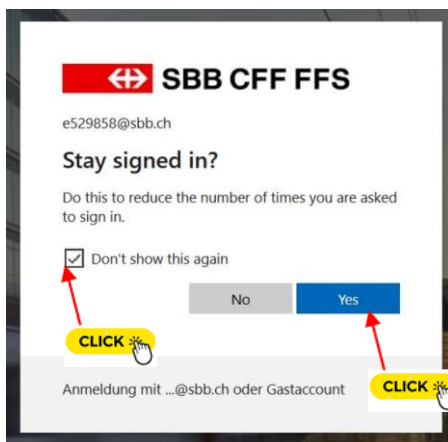 SBB CFF FFS
e529858@sbb.ch
Stay signed in?
Do this to reduce the number of times you are asked
to sign in.
Don't show this again
No
Yes
CLICK
Anmeldung mit ...@sbb.ch oder Gastaccount
CLICK